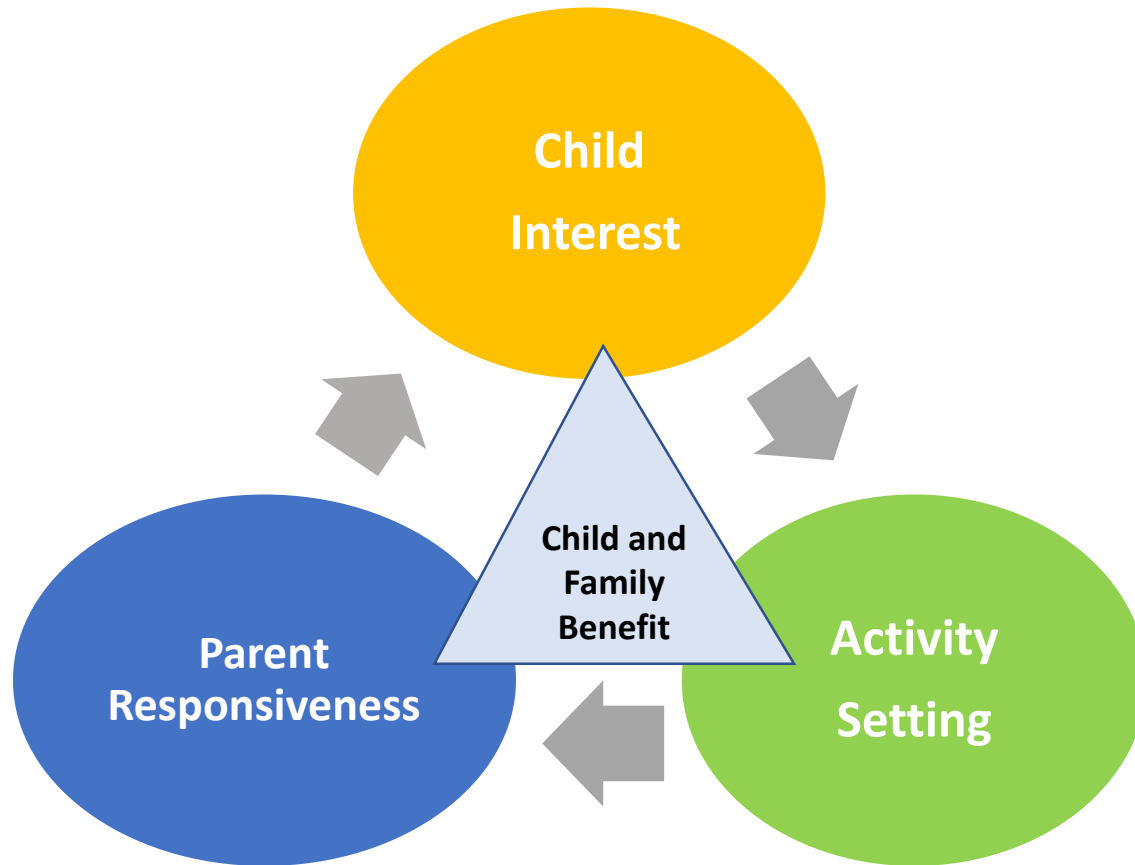 Child
Interest
Child and
Family
Benefit
Parent
Responsiveness
Activity
Setting